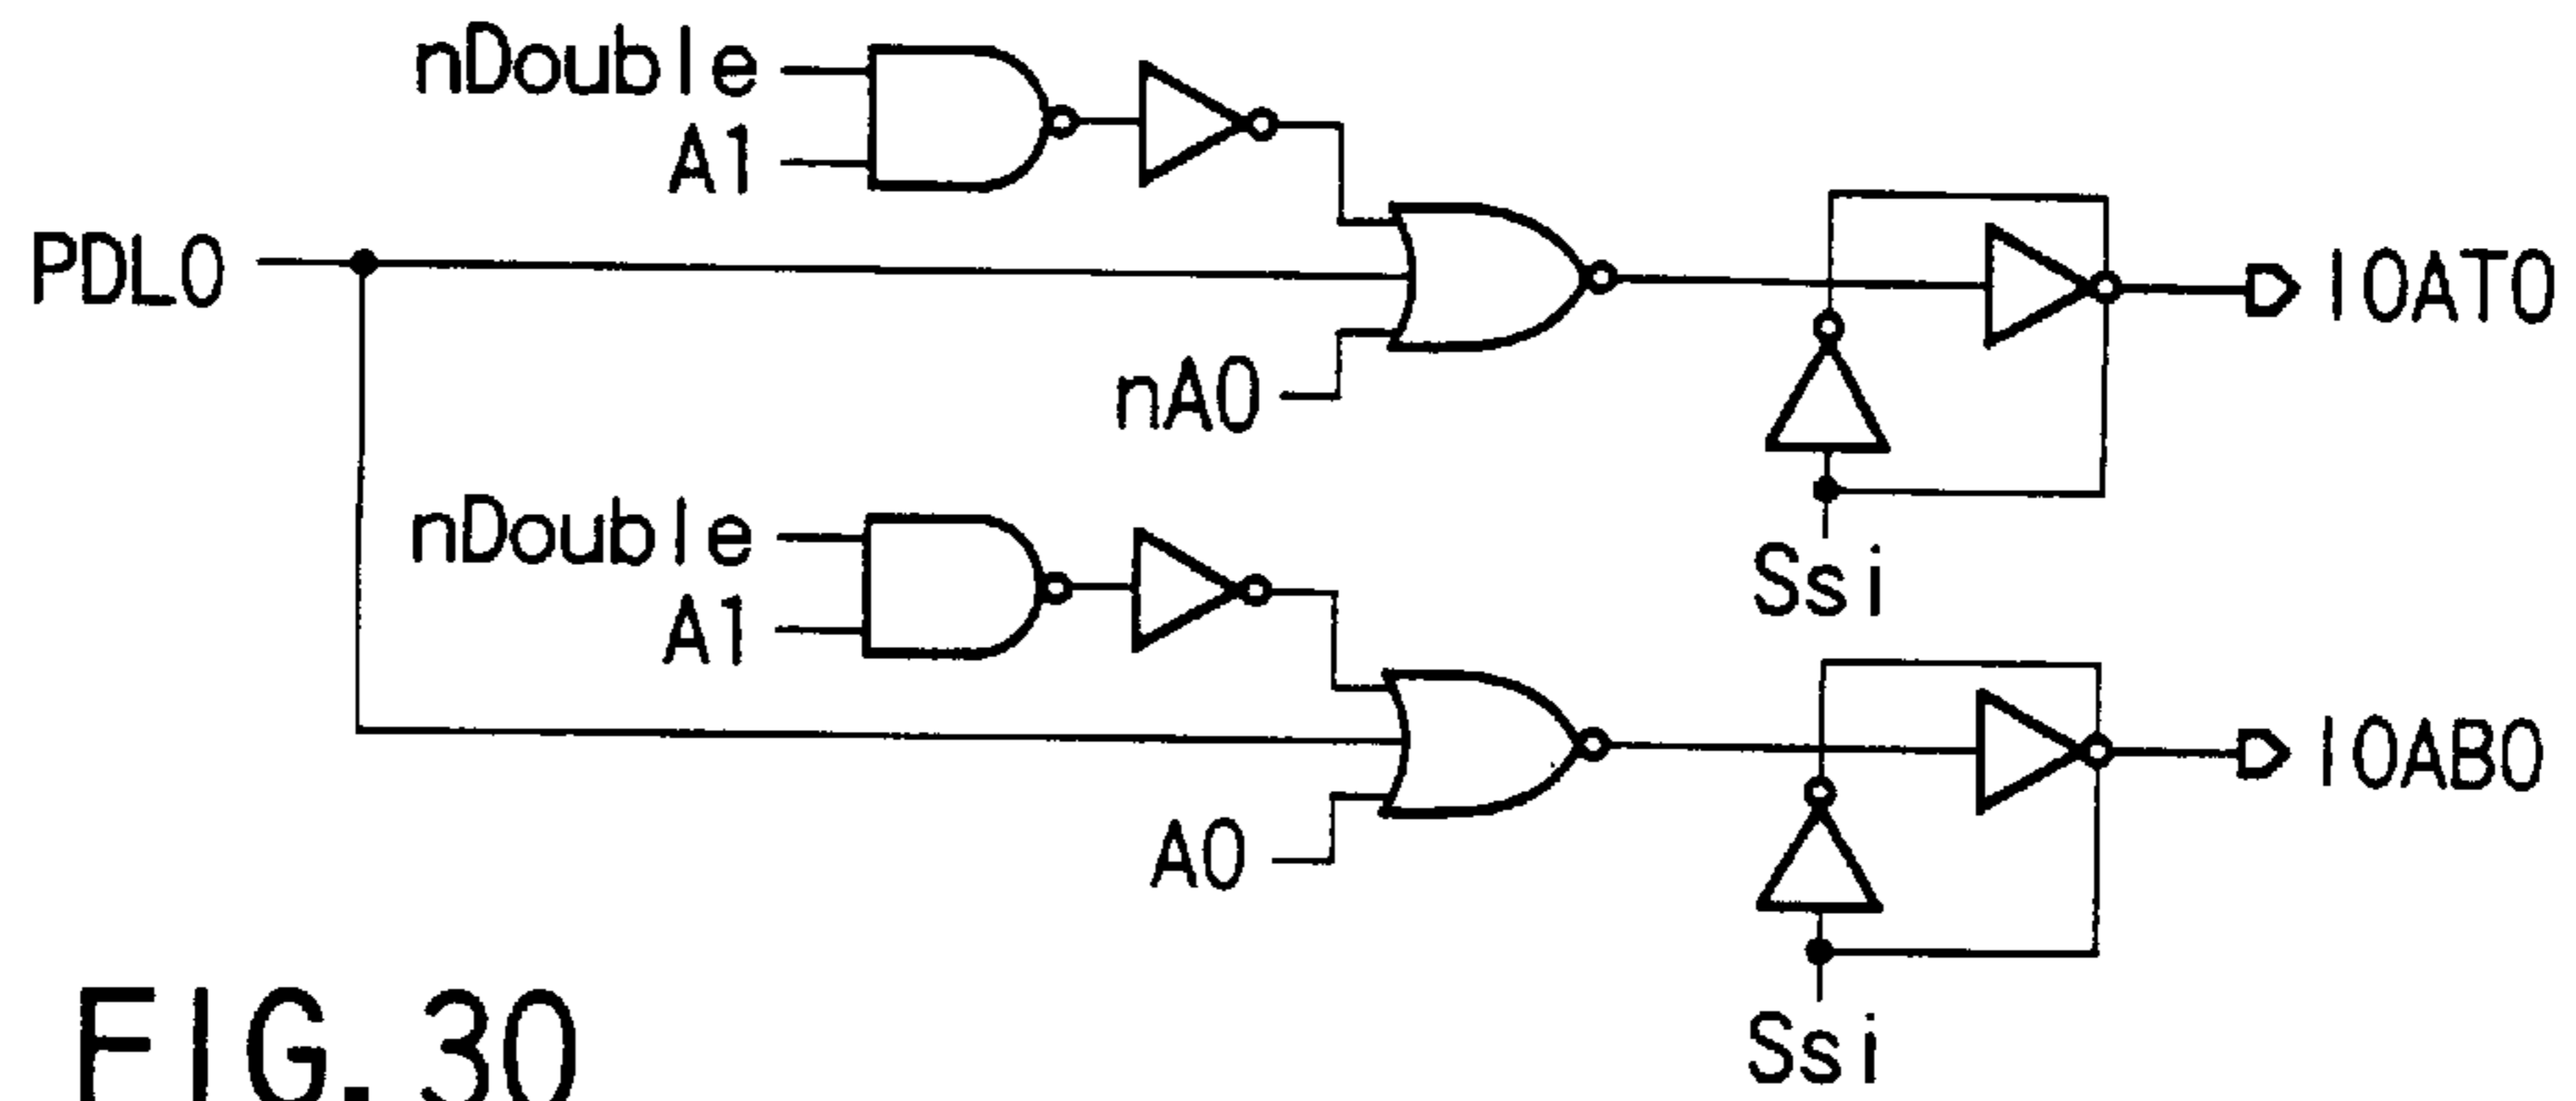 nDouble
A1
PDL0
IOAT0
nA0
Ssi
nDouble
A1
IOAB0
A0
Ssi
FIG. 30